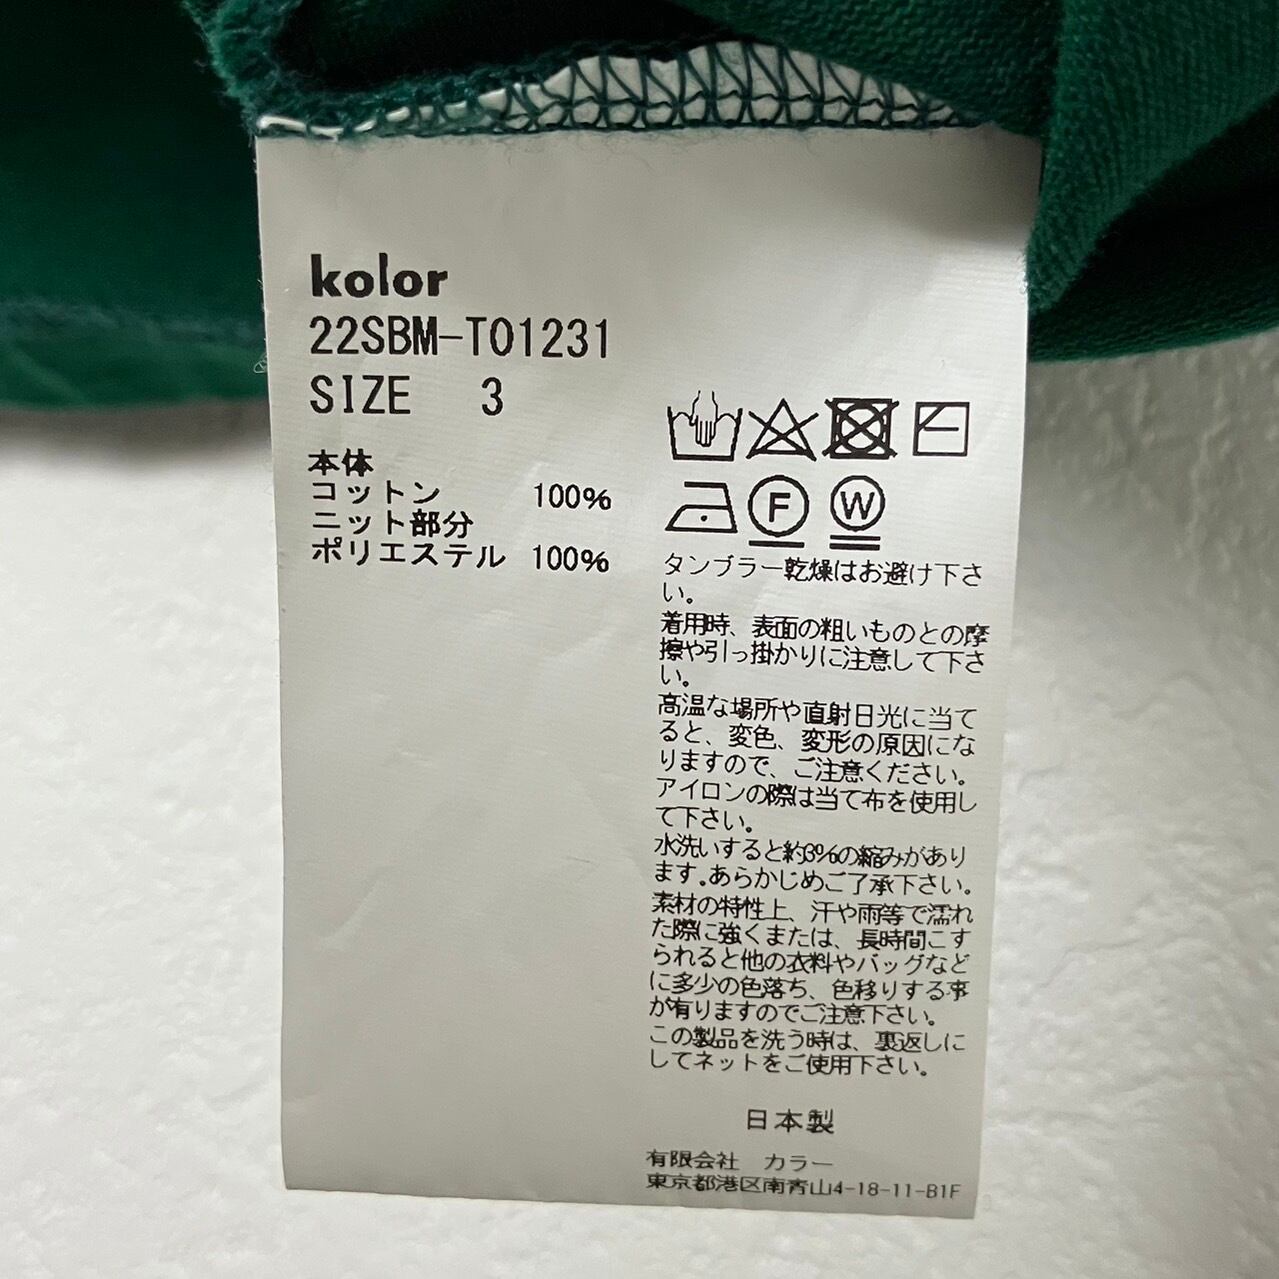 kolor
22SBM-T01231
SIZE 3
本体
コットン 100%
ニット部分
ポリエステル 100%
F
W
タンブラー乾燥はお避け下さ
い。
着用時、表面の粗いものとの摩
擦や引っ掛かりに注意して下さ
い。
高温な場所や直射日光に当て
ると、変色、変形の原因にな
りますので、ご注意ください。
アイロンの際は当て布を使用し
て下さい。
水洗いすると約3%の縮みがあり
ます。あらかじめご了承下さい。
素材の特性上、汗や雨等で濡れ
た際に強くまたは、長時間こす
られると他の衣料やバッグなど
に多少の色落ち、色移りする事
が有りますのでご注意下さい。
この製品を洗う時は、裏返しに
してネットをご使用下さい。
日本製
有限会社 カラー
東京都港区南青山4-18-11-B1F